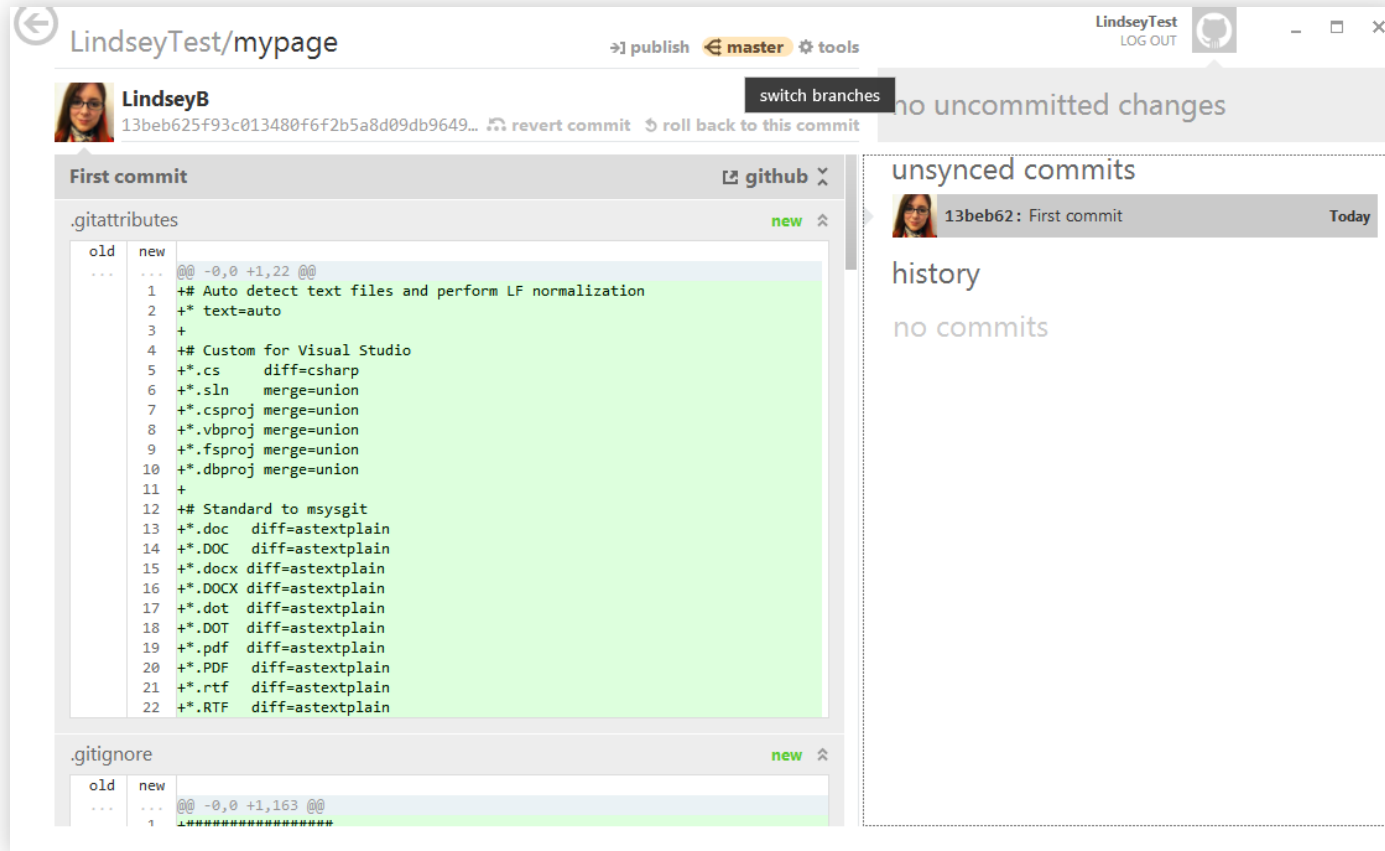 LindseyTest/mypage
publish master tools
LindseyTest
LOG OUT
switch branches
LindseyB
13beb625f93c013480f6f2b5a8d09db9649… revert commit roll back to this commit
no uncommitted changes
First commit github
.gitattributes new
old new
... ... @@ -0,0 +1,22 @@
1 +# Auto detect text files and perform LF normalization
2 +* text=auto
3 +
4 +# Custom for Visual Studio
5 +*.cs     diff=csharp
6 +*.sln    merge=union
7 +*.csproj merge=union
8 +*.vbproj merge=union
9 +*.fsproj merge=union
10 +*.dbproj merge=union
11 +
12 +# Standard to msysgit
13 +*.doc   diff=astextplain
14 +*.DOC   diff=astextplain
15 +*.docx diff=astextplain
16 +*.DOCX diff=astextplain
17 +*.dot  diff=astextplain
18 +*.DOT  diff=astextplain
19 +*.pdf  diff=astextplain
20 +*.PDF   diff=astextplain
21 +*.rtf   diff=astextplain
22 +*.RTF   diff=astextplain
.gitignore new
old new
... ... @@ -0,0 +1,163 @@
1 +#################
unsynced commits
13beb62: First commit Today
history
no commits